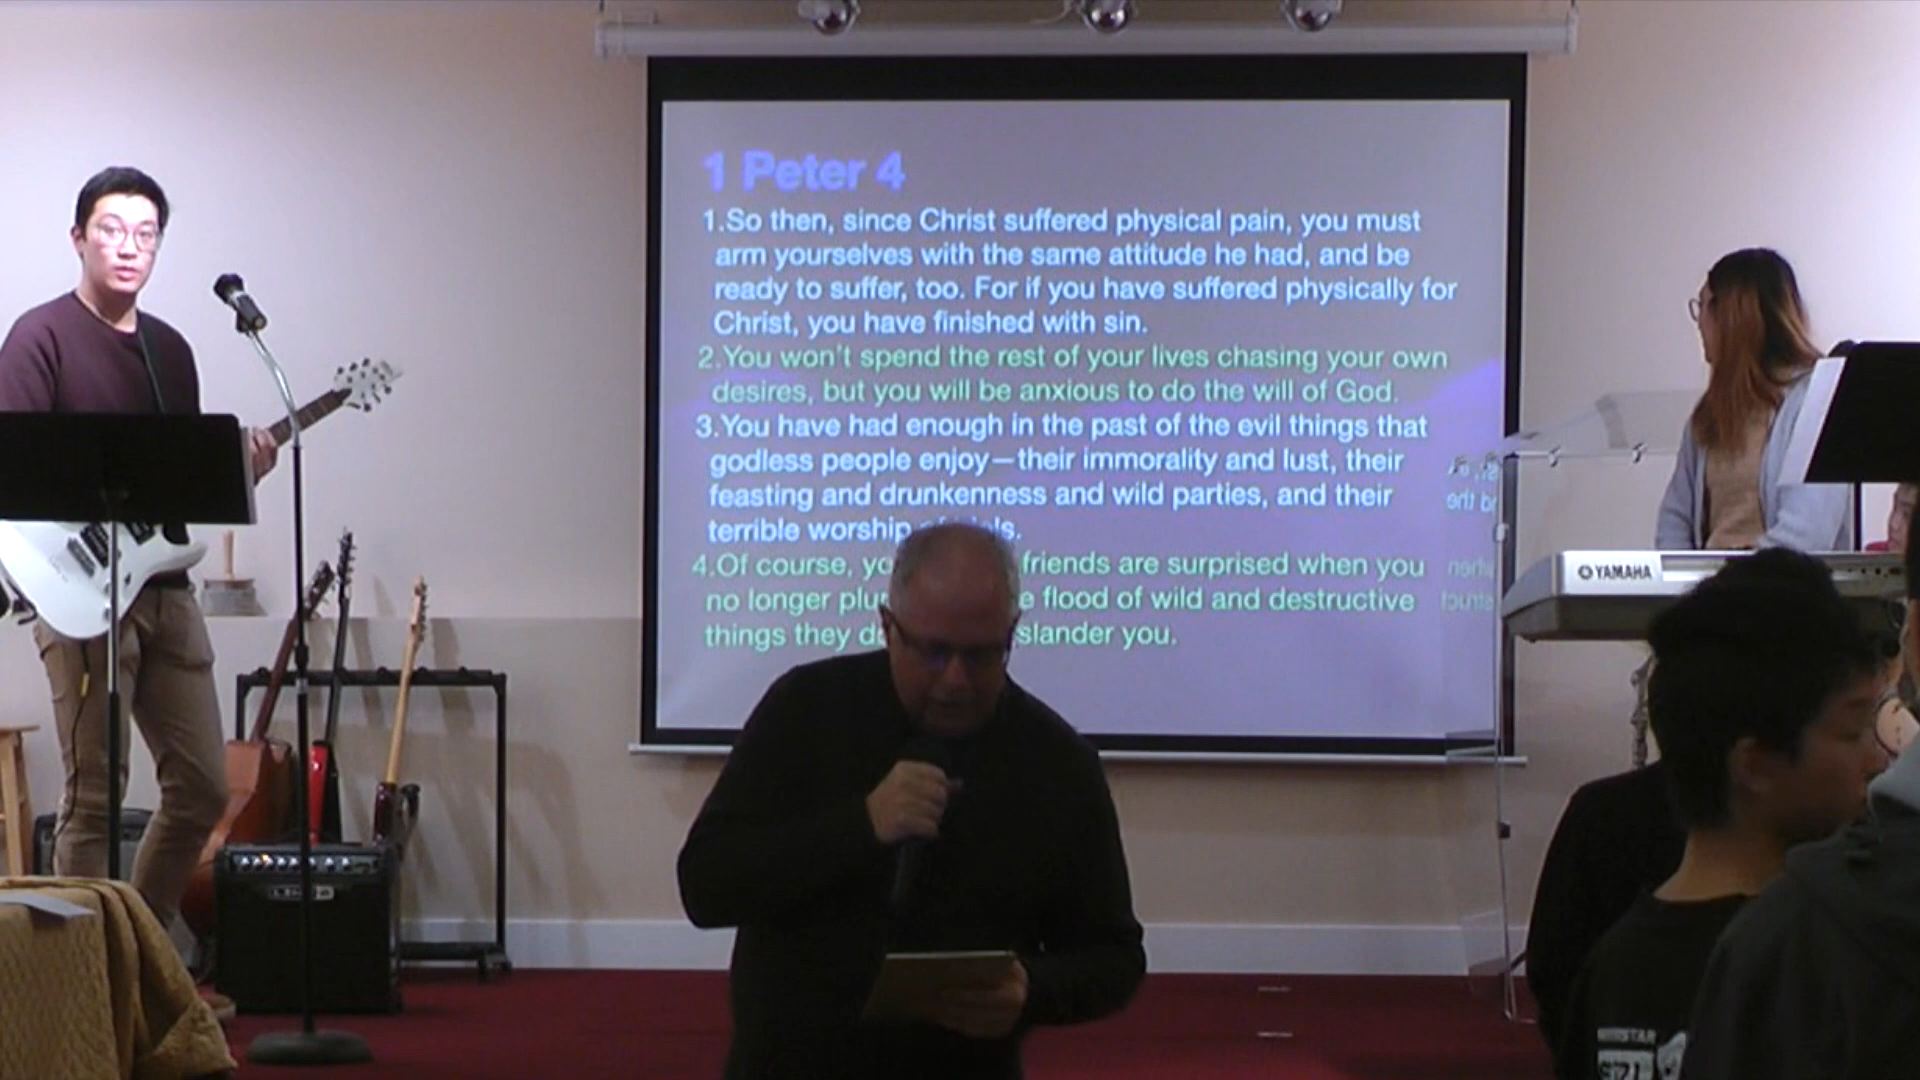 1 Peter 4
1.So then, since Christ suffered physical pain, you must
arm yourselves with the same attitude he had, and be
ready to suffer, too. For if you have suffered physically for
Christ, you have finished with sin.
2.You won't spend the rest of your lives chasing your own
desires, but you will be anxious to do the will of God.
3.You have had enough in the past of the evil things that
godless people enjoy—their immorality and lust, their
feasting and drunkenness and wild parties, and their
terrible worship
4.Of course, friends are surprised when you
no longer flood of wild and destructive
things they slander you.
YAMAHA